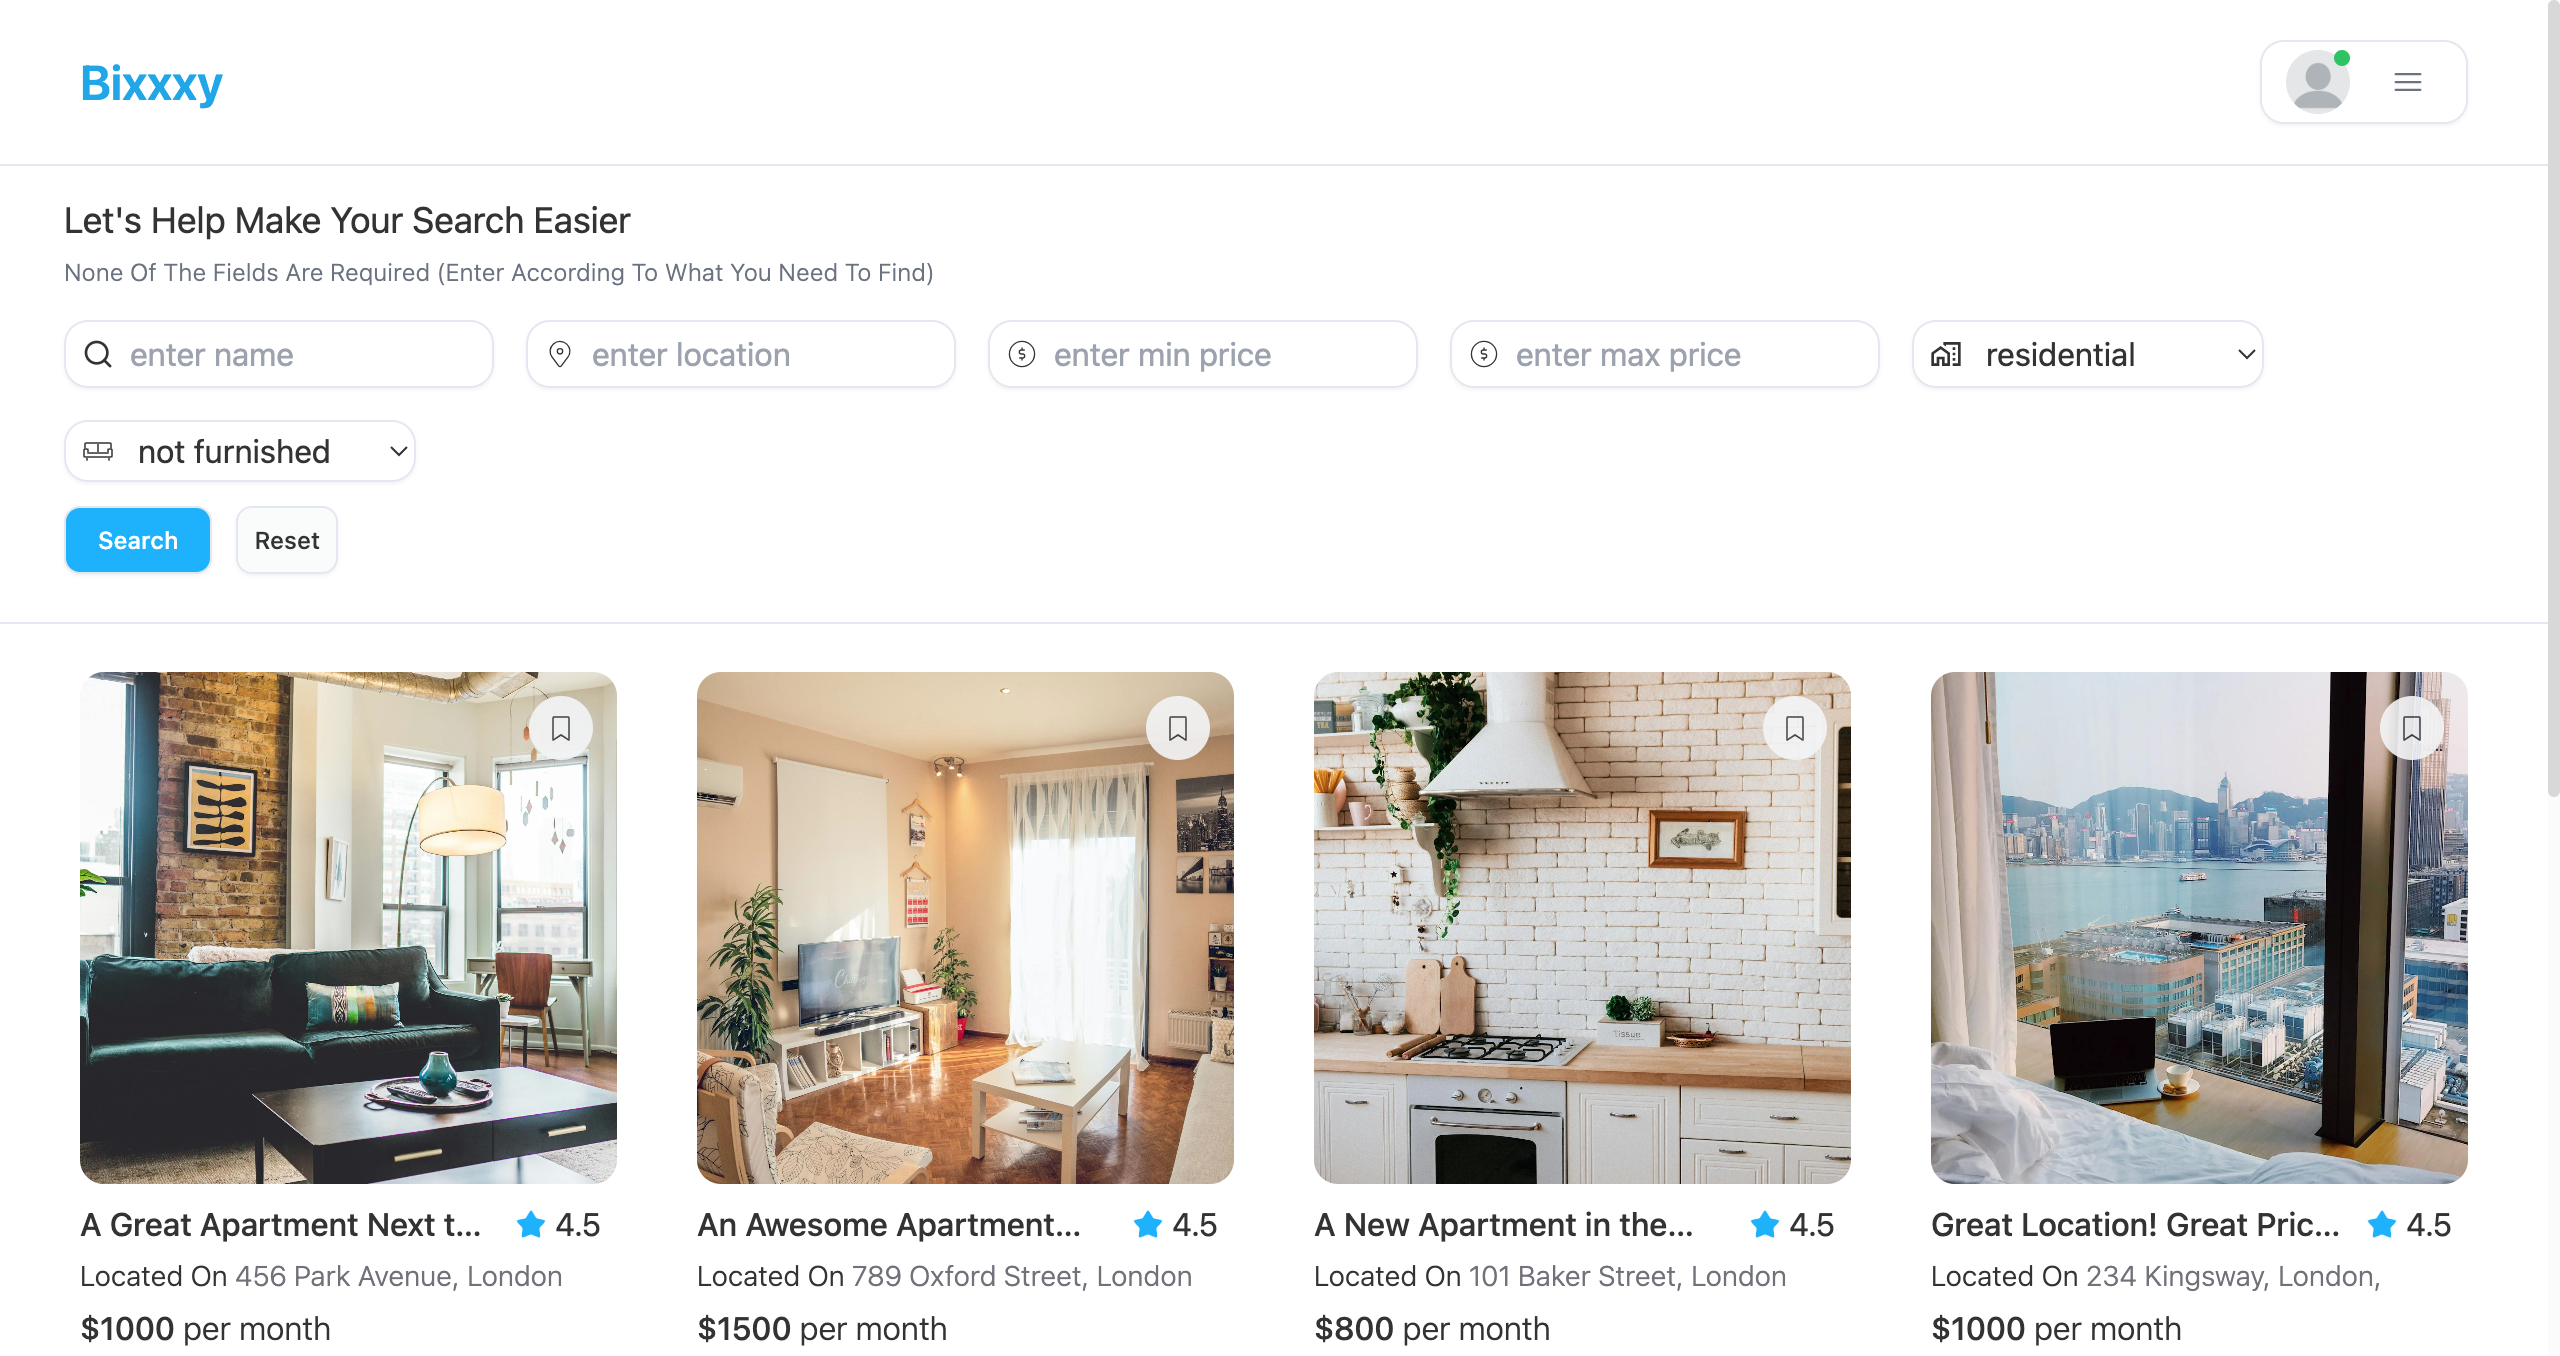 Bixxxy
Let's Help Make Your Search Easier
None Of The Fields Are Required (Enter According To What You Need To Find)
enter name
enter location
enter min price
enter max price
residential
not furnished
Search
Reset
Tissue
A Great Apartment Next t...
4.5
An Awesome Apartment...
4.5
A New Apartment in the...
4.5
Great Location! Great Pric...
4.5
Located On 456 Park Avenue, London
Located On 789 Oxford Street, London
Located On 101 Baker Street, London
Located On 234 Kingsway, London,
$1000 per month
$1500 per month
$800 per month
$1000 per month